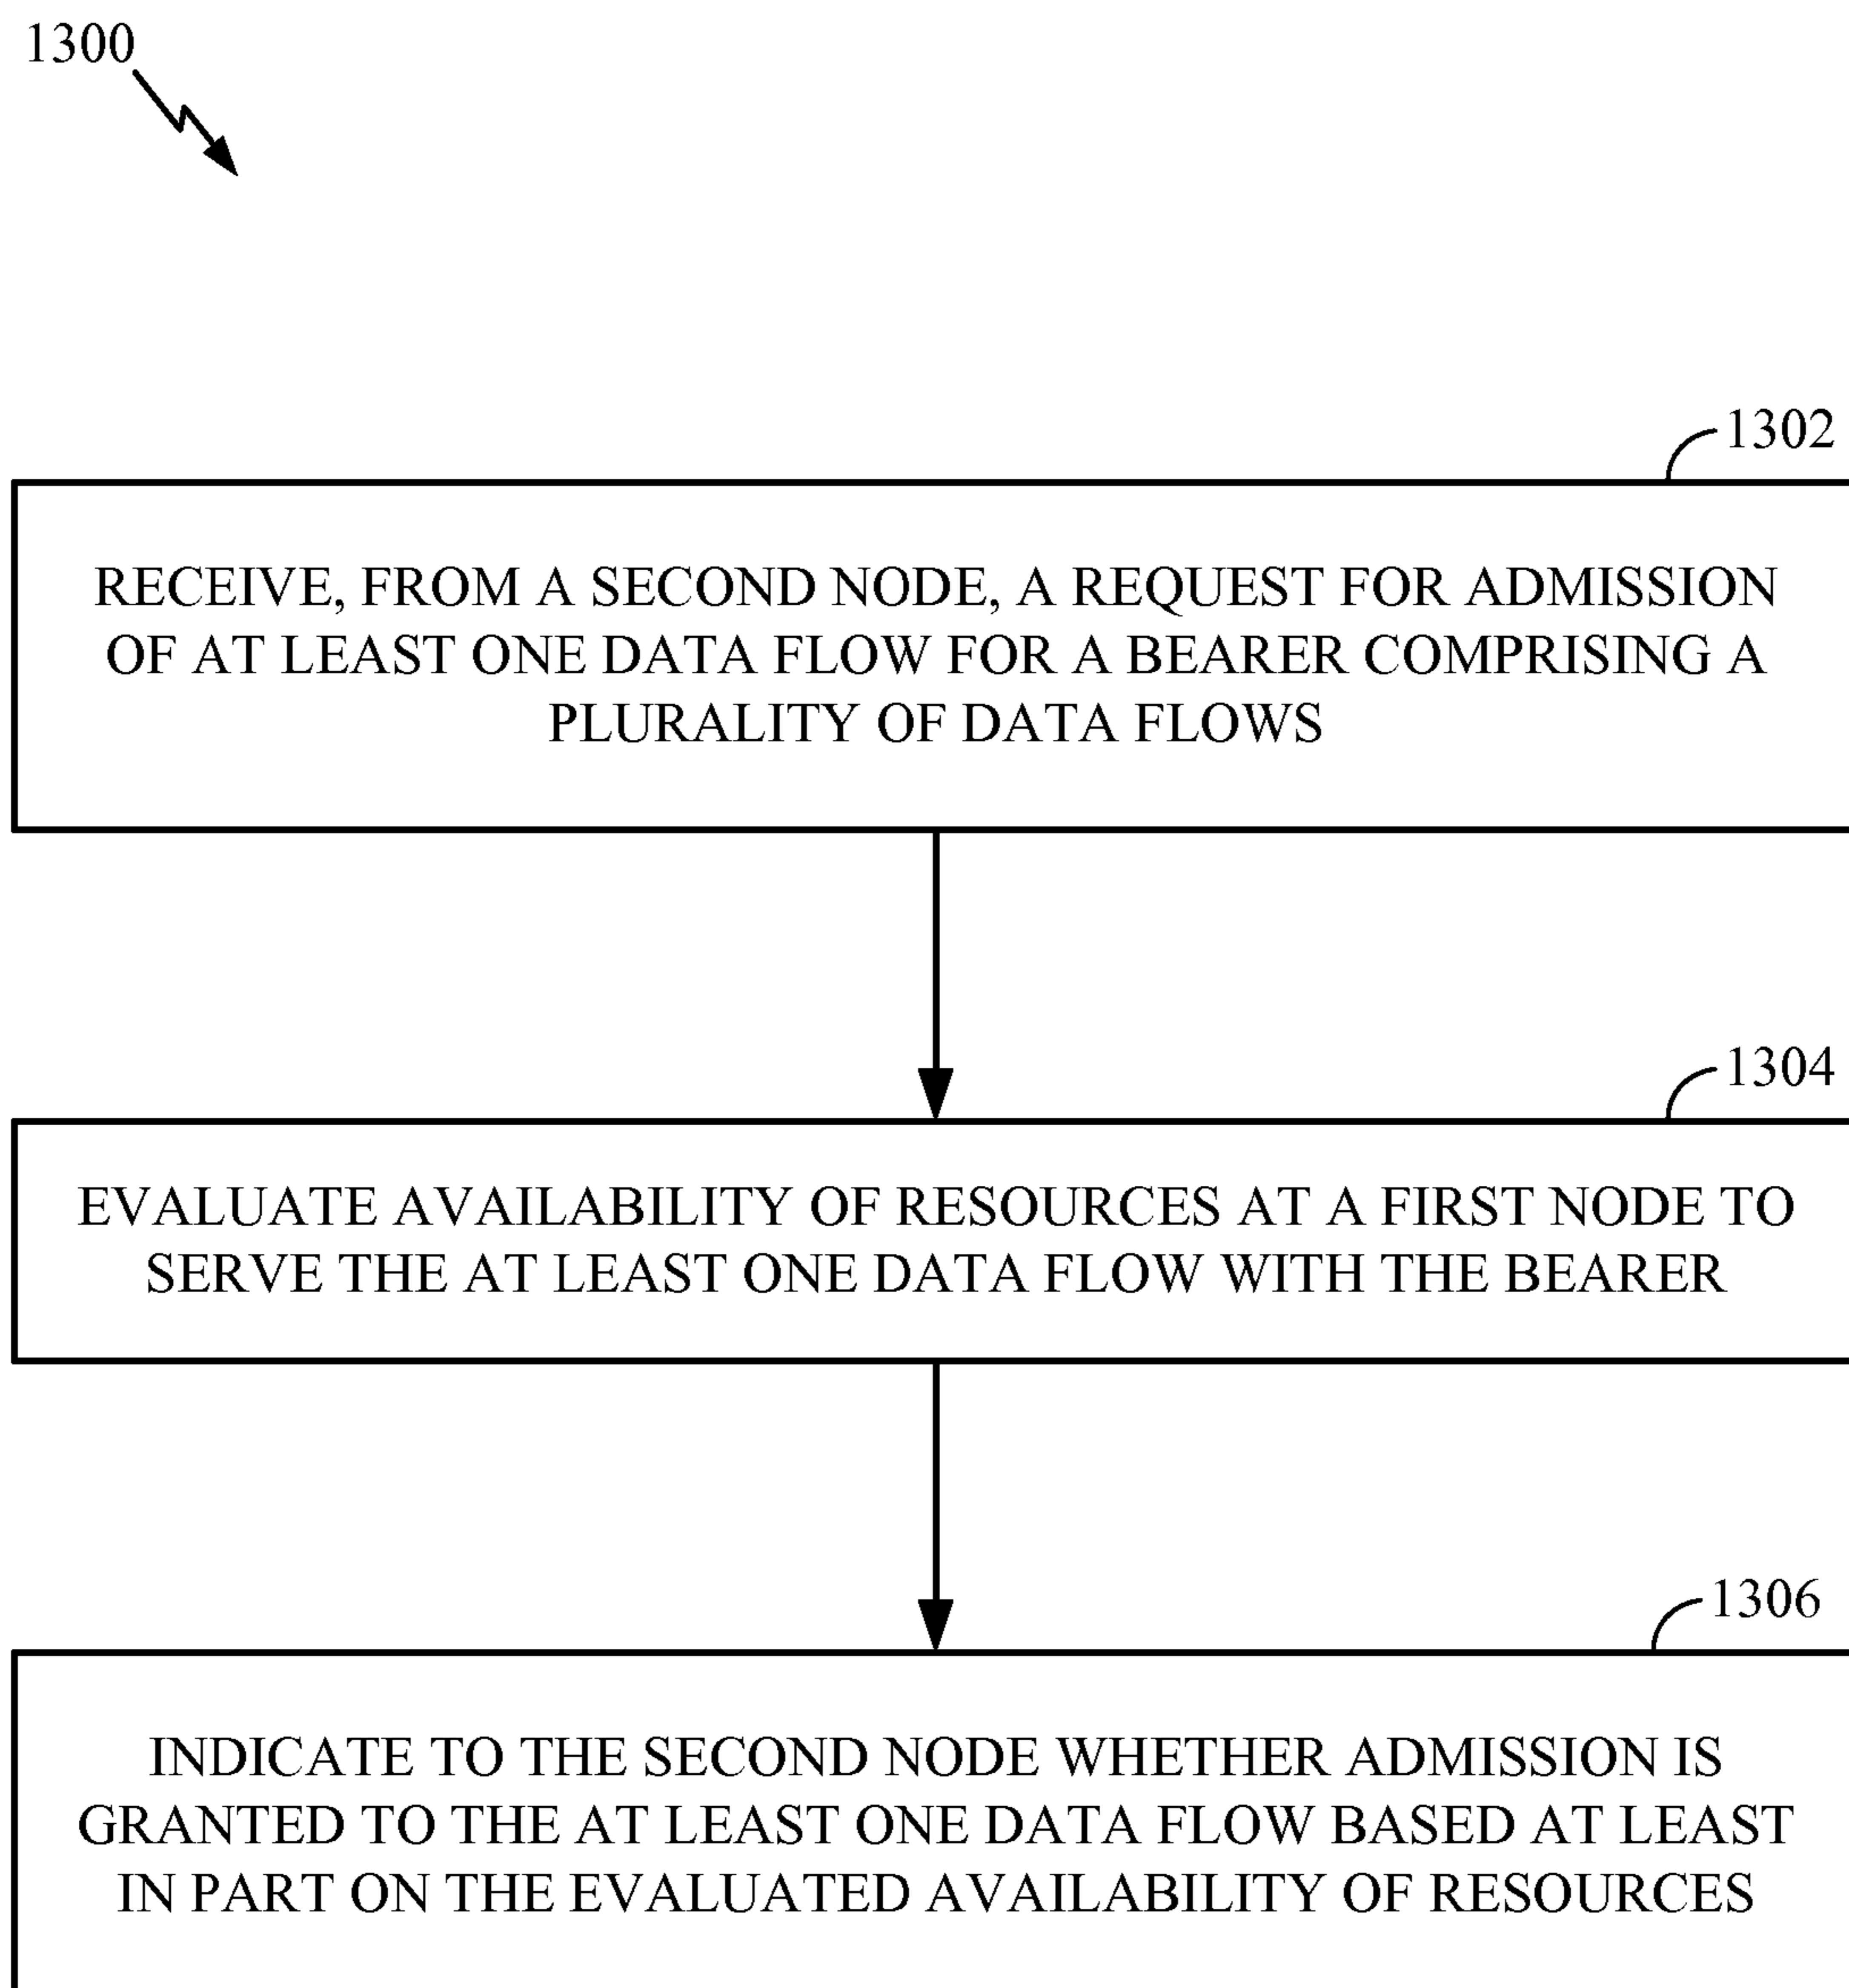 1300
1302
RECEIVE, FROM A SECOND NODE, A REQUEST FOR ADMISSION
OF AT LEAST ONE DATA FLOW FOR A BEARER COMPRISING A
PLURALITY OF DATA FLOWS
1304
EVALUATE AVAILABILITY OF RESOURCES AT A FIRST NODE TO
SERVE THE AT LEAST ONE DATA FLOW WITH THE BEARER
1306
INDICATE TO THE SECOND NODE WHETHER ADMISSION IS
GRANTED TO THE AT LEAST ONE DATA FLOW BASED AT LEAST
IN PART ON THE EVALUATED AVAILABILITY OF RESOURCES